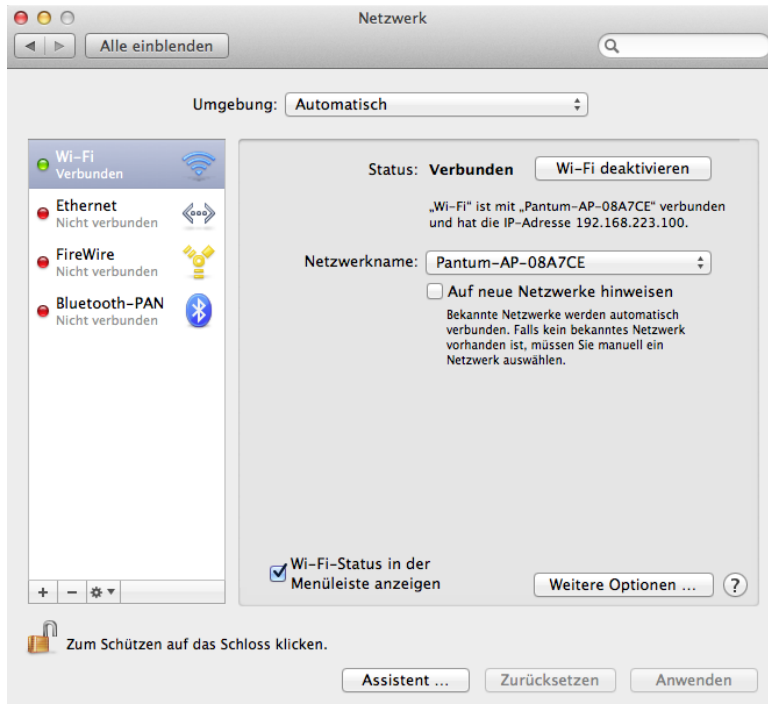 Netzwerk
Alle einblenden
Umgebung: Automatisch
Wi-Fi
Verbunden
Ethernet
Nicht verbunden
FireWire
Nicht verbunden
Bluetooth-PAN
Nicht verbunden
Status: Verbunden Wi-Fi deaktivieren
„Wi-Fi“ ist mit „Pantum-AP-08A7CE“ verbunden
und hat die IP-Adresse 192.168.223.100.
Netzwerkname: Pantum-AP-08A7CE
Auf neue Netzwerke hinweisen
Bekannte Netzwerke werden automatisch
verbunden. Falls kein bekanntes Netzwerk
vorhanden ist, müssen Sie manuell ein
Netzwerk auswählen.
Wi-Fi-Status in der
Menüleiste anzeigen
Weitere Optionen ... ?
Zum Schützen auf das Schloss klicken.
Assistent ... Zurücksetzen Anwenden